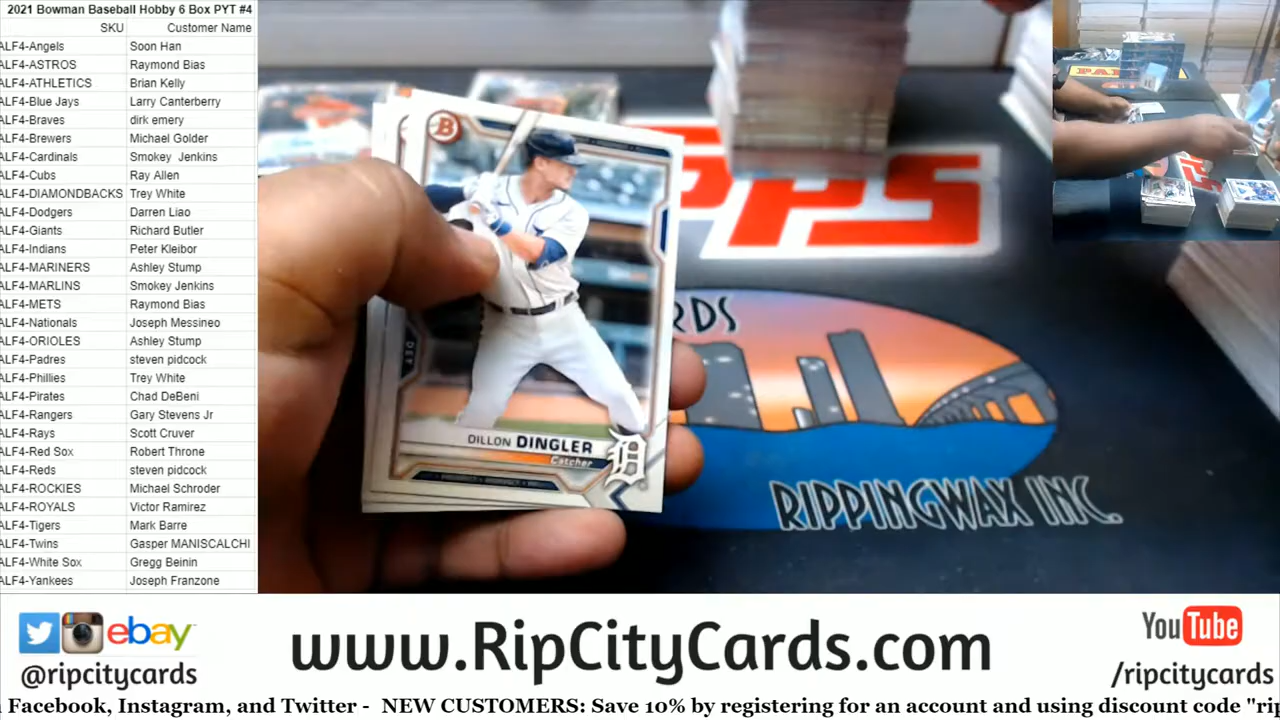 2021 Bowman Baseball Hobby 6 Box PYT #4
SKU Customer Name
ALF4-Angels Soon Han
ALF4-ASTROS Raymond Bias
ALF4-ATHLETICS Brian Kelly
ALF4-Blue Jays Larry Canterberry
ALF4-Braves dirk emery
ALF4-Brewers Michael Golder
ALF4-Cardinals Smokey Jenkins
ALF4-Cubs Ray Allen
ALF4-DIAMONDBACKS Trey White
ALF4-Dodgers Darren Liao
ALF4-Giants Richard Butler
ALF4-Indians Peter Kleibor
ALF4-MARINERS Ashley Stump
ALF4-MARLINS Smokey Jenkins
ALF4-METS Raymond Bias
ALF4-Nationals Joseph Messineo
ALF4-ORIOLES Ashley Stump
ALF4-Padres steven pidcock
ALF4-Phillies Trey White
ALF4-Pirates Chad DeBeni
ALF4-Rangers Gary Stevens Jr
ALF4-Rays Scott Cruver
ALF4-Red Sox Robert Throne
ALF4-Reds steven pidcock
ALF4-ROCKIES Michael Schroder
ALF4-ROYALS Victor Ramirez
ALF4-Tigers Mark Barre
ALF4-Twins Gasper MANISCALCHI
ALF4-White Sox Gregg Beinin
ALF4-Yankees Joseph Franzone
B
DILLON DINGLER
Catcher
D
PPS
RDS
RIPPINGWAX INC.
ebay
@ripcitycards
www.RipCityCards.com
YouTube
/ripcitycards
Facebook, Instagram, and Twitter - NEW CUSTOMERS: Save 10% by registering for an account and using discount code "rip